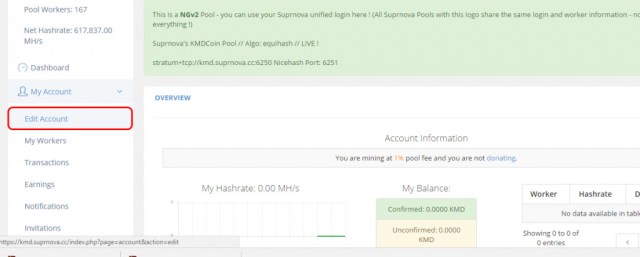 Pool Workers: 167
Net Hashrate: 617,837.00
MH/s
Dashboard
My Account
Edit Account
My Workers
Transactions
Earnings
Notifications
Invitations
https://kmd.suprnova.cc/index.php?page=account&action=edit
This is a NGv2 Pool - you can use your Suprnova unified login here ! (All Suprnova Pools with this logo share the same login and worker information - no
everything !)
Suprnova's KMDCoin Pool // Algo: equihash // LIVE !
stratum+tcp://kmd.suprnova.cc:6250 Nicehash Port: 6251
OVERVIEW
Account Information
You are mining at 1% pool fee and you are not donating.
My Hashrate: 0.00 MH/s
1
My Balance:
Confirmed: 0.0000 KMD
Unconfirmed: 0.0000
KMD
Worker Hashrate D
No data available in table
Showing 0 to 0 of
0 entries